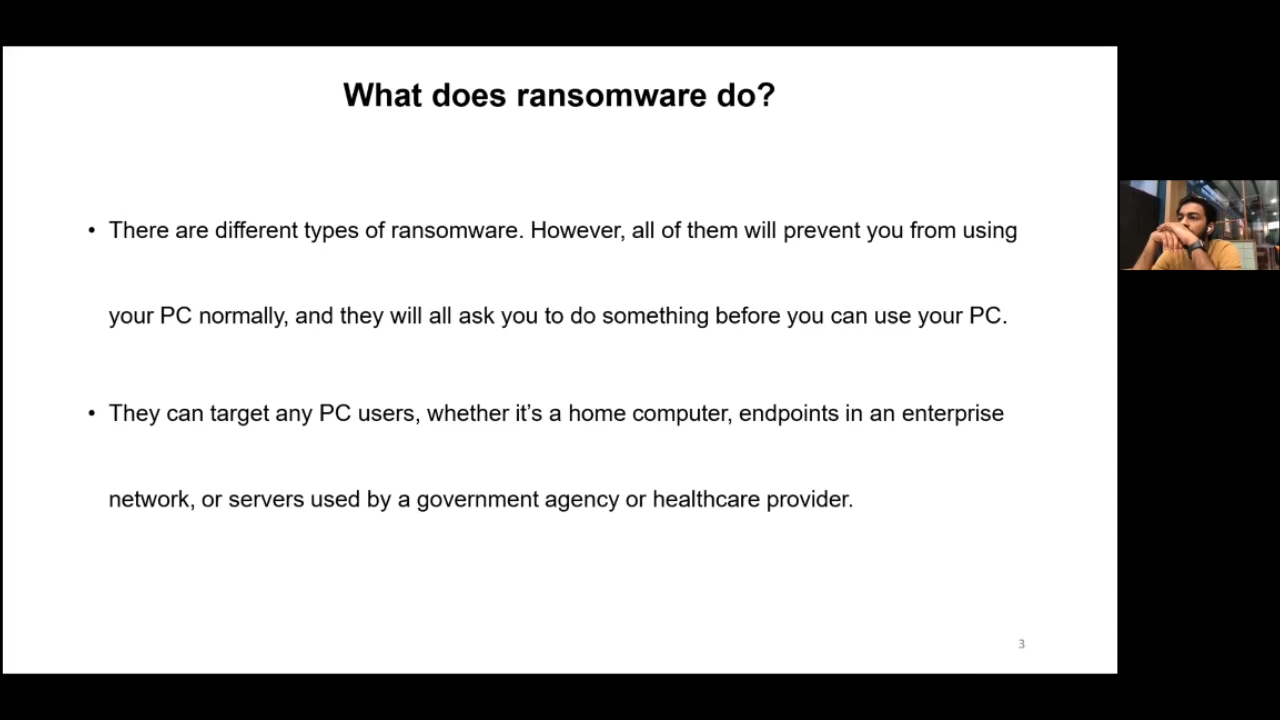 What does ransomware do?
• There are different types of ransomware. However, all of them will prevent you from using
your PC normally, and they will all ask you to do something before you can use your PC.
• They can target any PC users, whether it’s a home computer, endpoints in an enterprise
network, or servers used by a government agency or healthcare provider.
3